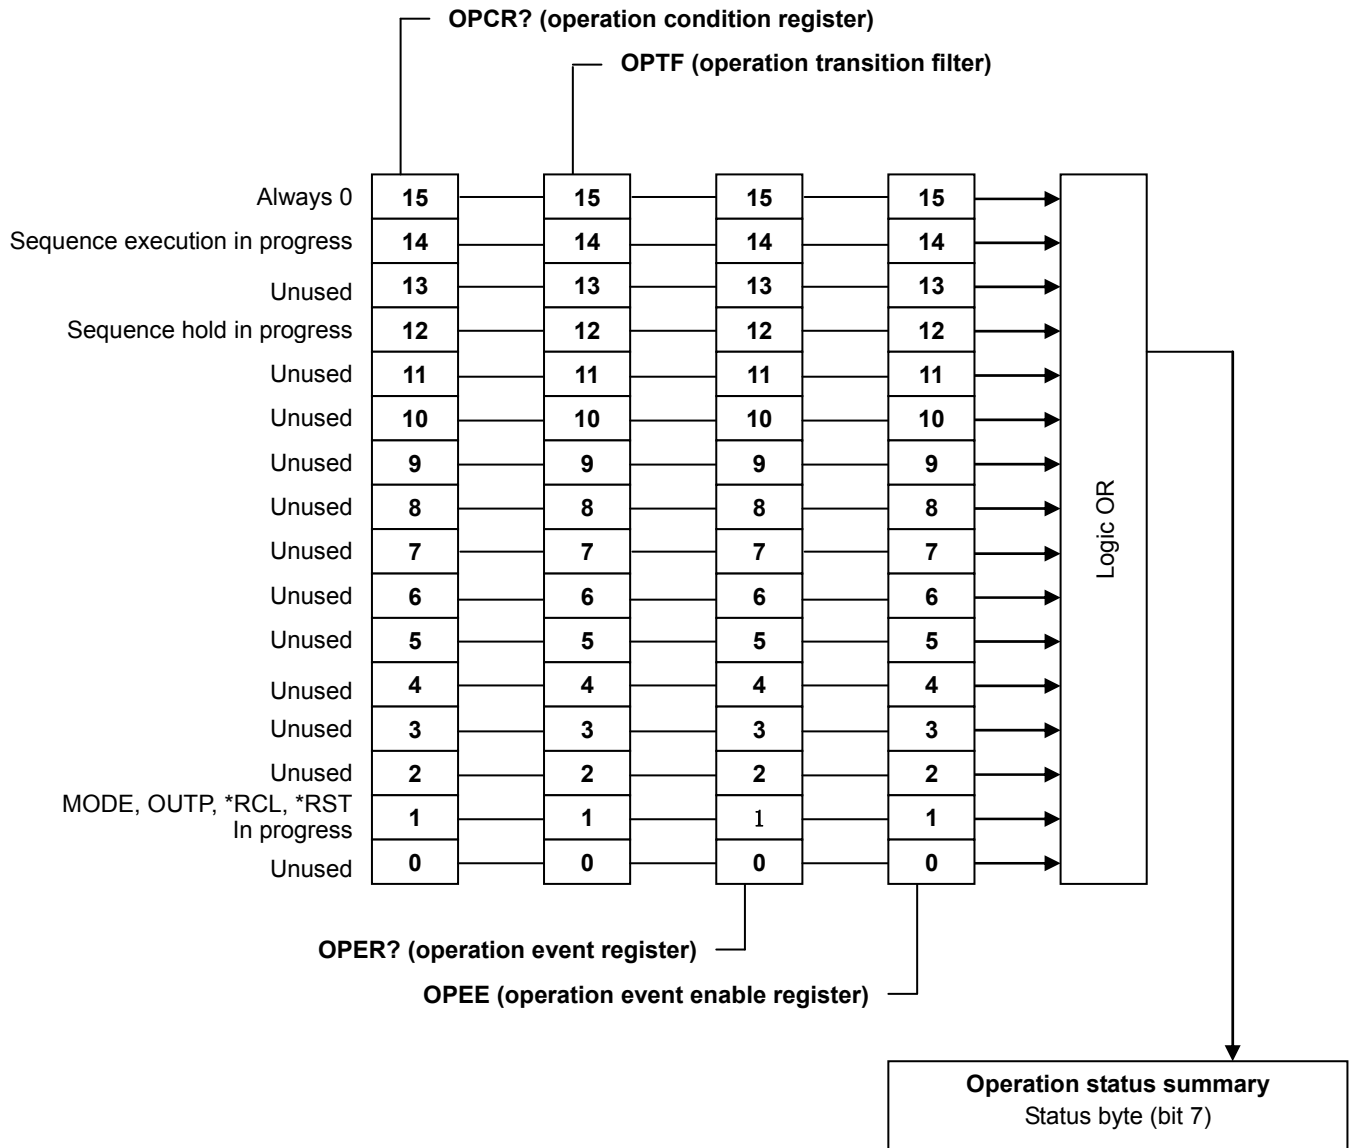 OPCR? (operation condition register)
OPTF (operation transition filter)
Always 0 15 15 15 15
Sequence execution in progress 14 14 14 14
Unused 13 13 13 13
Sequence hold in progress 12 12 12 12
Unused 11 11 11 11
Unused 10 10 10 10
Unused 9 9 9 9
Unused 8 8 8 8
Unused 7 7 7 7
Unused 6 6 6 6
Unused 5 5 5 5
Unused 4 4 4 4
Unused 3 3 3 3
Unused 2 2 2 2
MODE, OUTP, *RCL, *RST
In progress 1 1 1 1
Unused 0 0 0 0
Logic OR
OPER? (operation event register)
OPEE (operation event enable register)
Operation status summary
Status byte (bit 7)